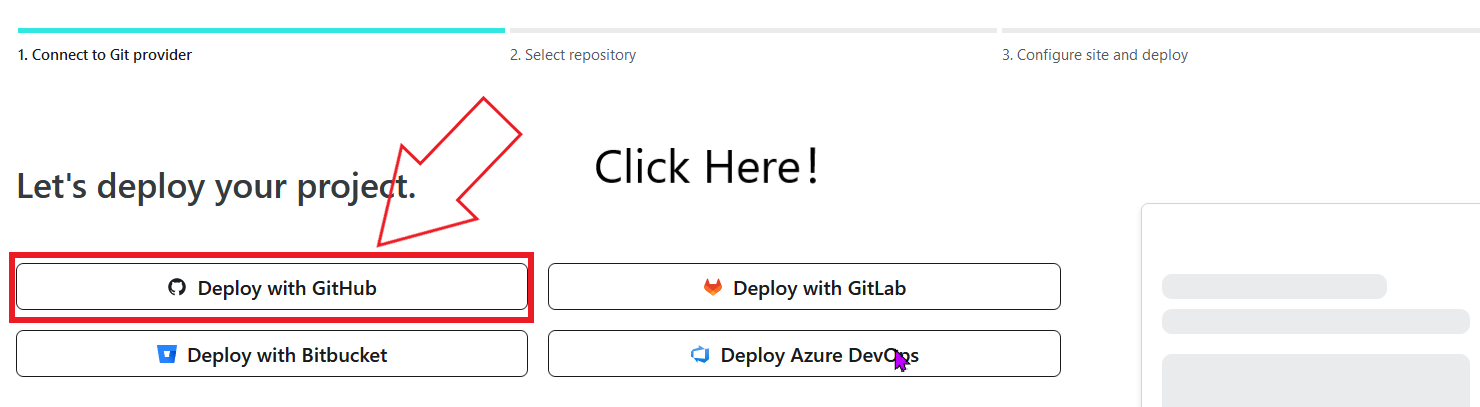 1. Connect to Git provider
2. Select repository
3. Configure site and deploy
Click Here!
Let's deploy your project.
Deploy with GitHub
Deploy with GitLab
Deploy with Bitbucket
Deploy Azure DevOps